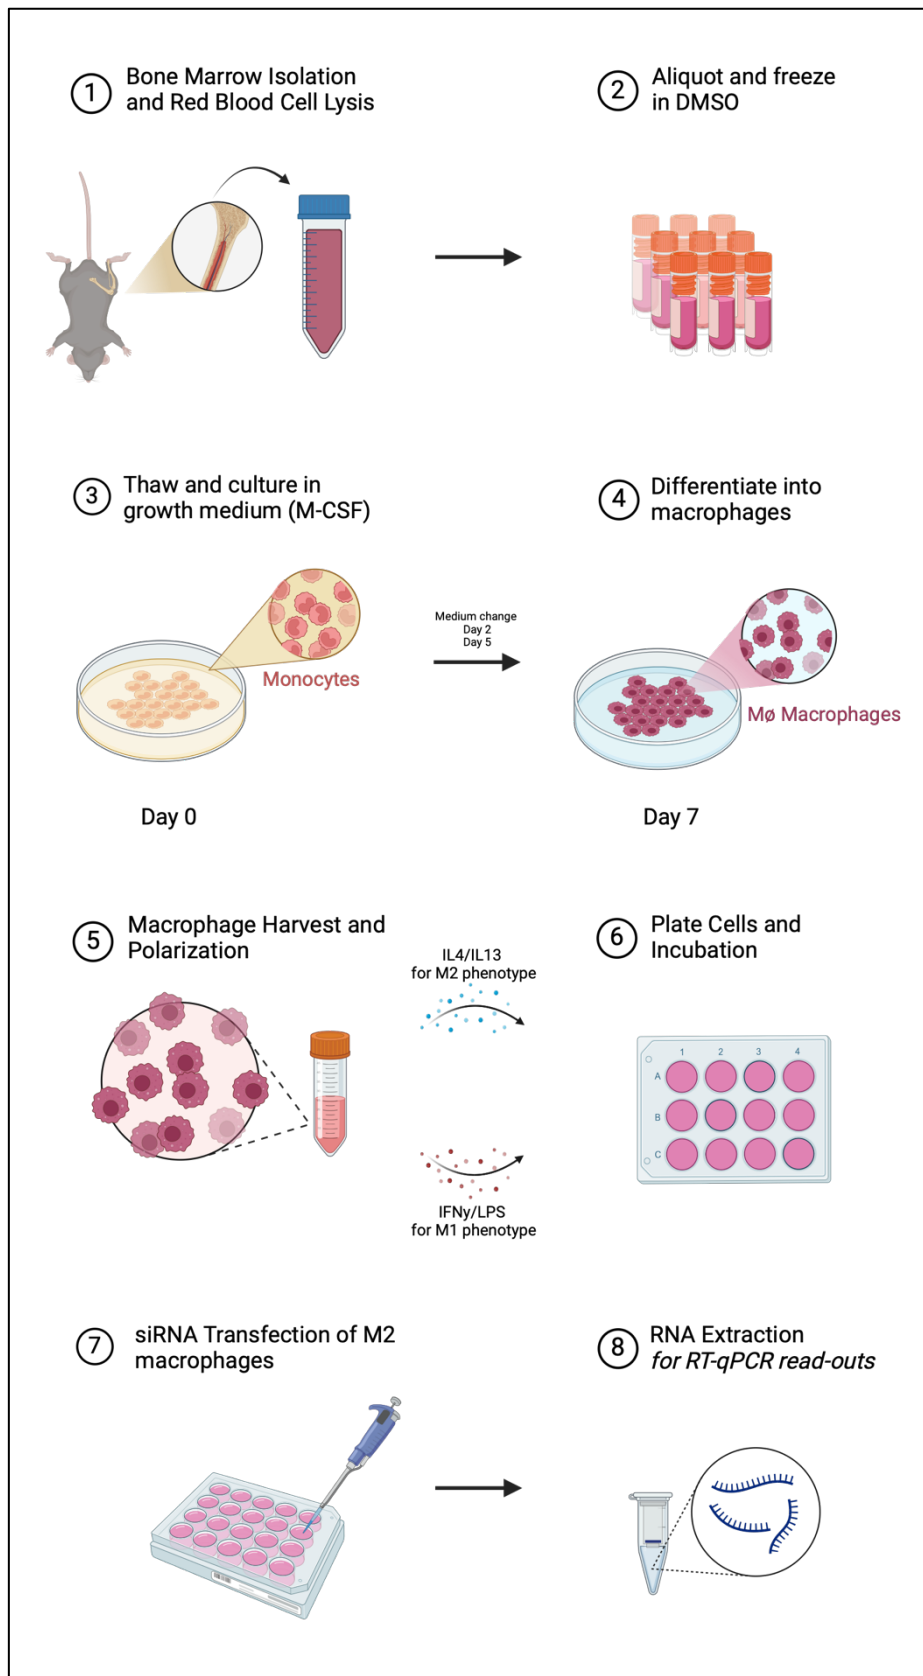 1
Bone Marrow Isolation
and Red Blood Cell Lysis
2
Aliquot and freeze
in DMSO
3
Thaw and culture in
growth medium (M-CSF)
4
Differentiate into
macrophages
Monocytes
Medium change
Day 2
Day 5
Mø Macrophages
Day 0
Day 7
5
Macrophage Harvest and
Polarization
IL4/IL13
for M2 phenotype
IFNy/LPS
for M1 phenotype
6
Plate Cells and
Incubation
1 2 3 4
A
B
C
7
siRNA Transfection of M2
macrophages
8
RNA Extraction
for RT-qPCR read-outs